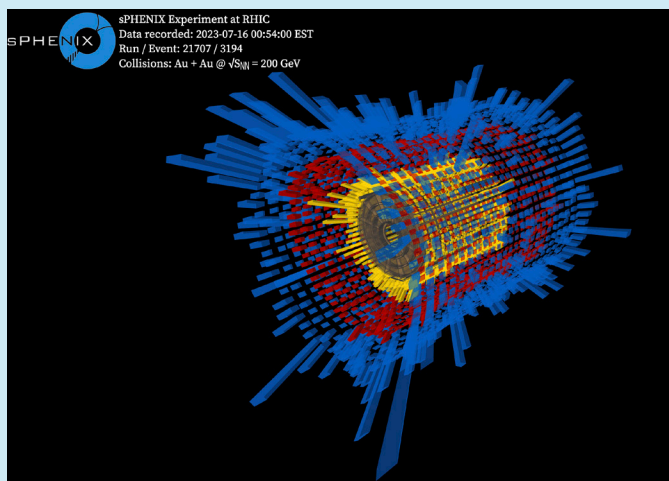 sPHENIX
sPHENIX Experiment at RHIC
Data recorded: 2023-07-16 00:54:00 EST
Run / Event: 21707 / 3194
Collisions: Au + Au @ √SNN = 200 GeV